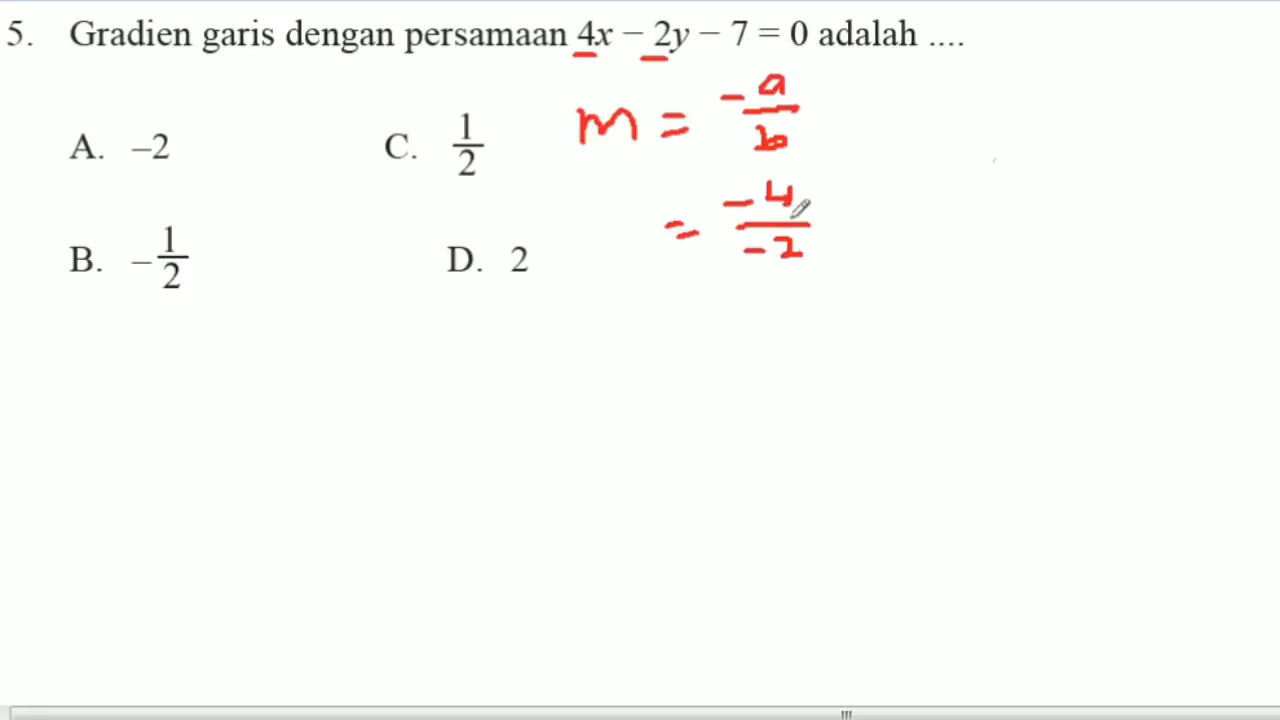 5. Gradien garis dengan persamaan 4x − 2y − 7 = 0 adalah ....
m = -a/b
A. –2 C. 1/2
= -4/-2
B. –1/2 D. 2